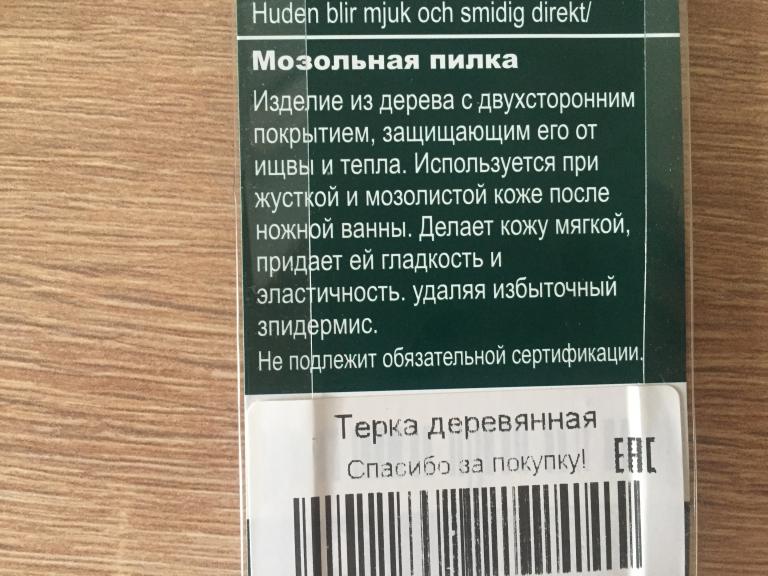 Huden blir mjuk och smidig direkt/
Мозольная пилка
Изделие из дерева с двухсторонним
покрытием, защищающим его от
ищвы и тепла. Используется при
жусткой и мозолистой коже после
ножной ванны. Делает кожу мягкой,
придает ей гладкость и
эластичность. удаляя избыточный
зпидермис.
Не подлежит обязательной сертификации.
Терка деревянная
Спасибо за покупку! EAC